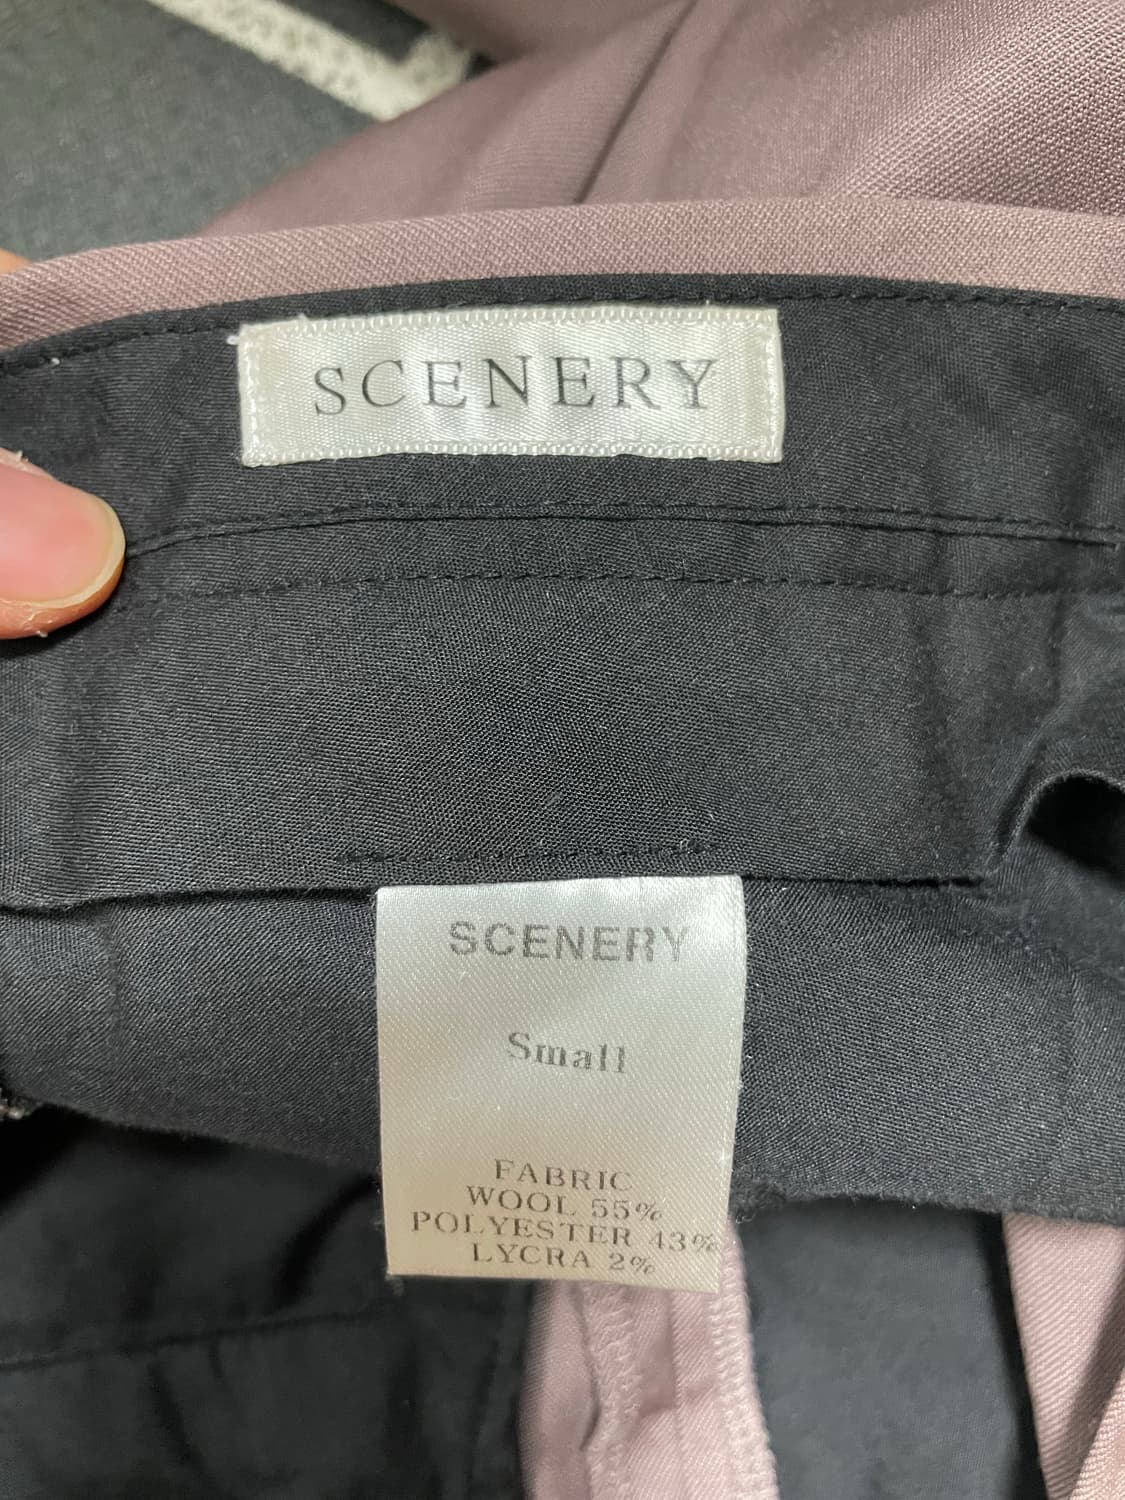 SCENERY
SCENERY
Small
FABRIC
WOOL 55%
POLYESTER 43%
LYCRA 2%